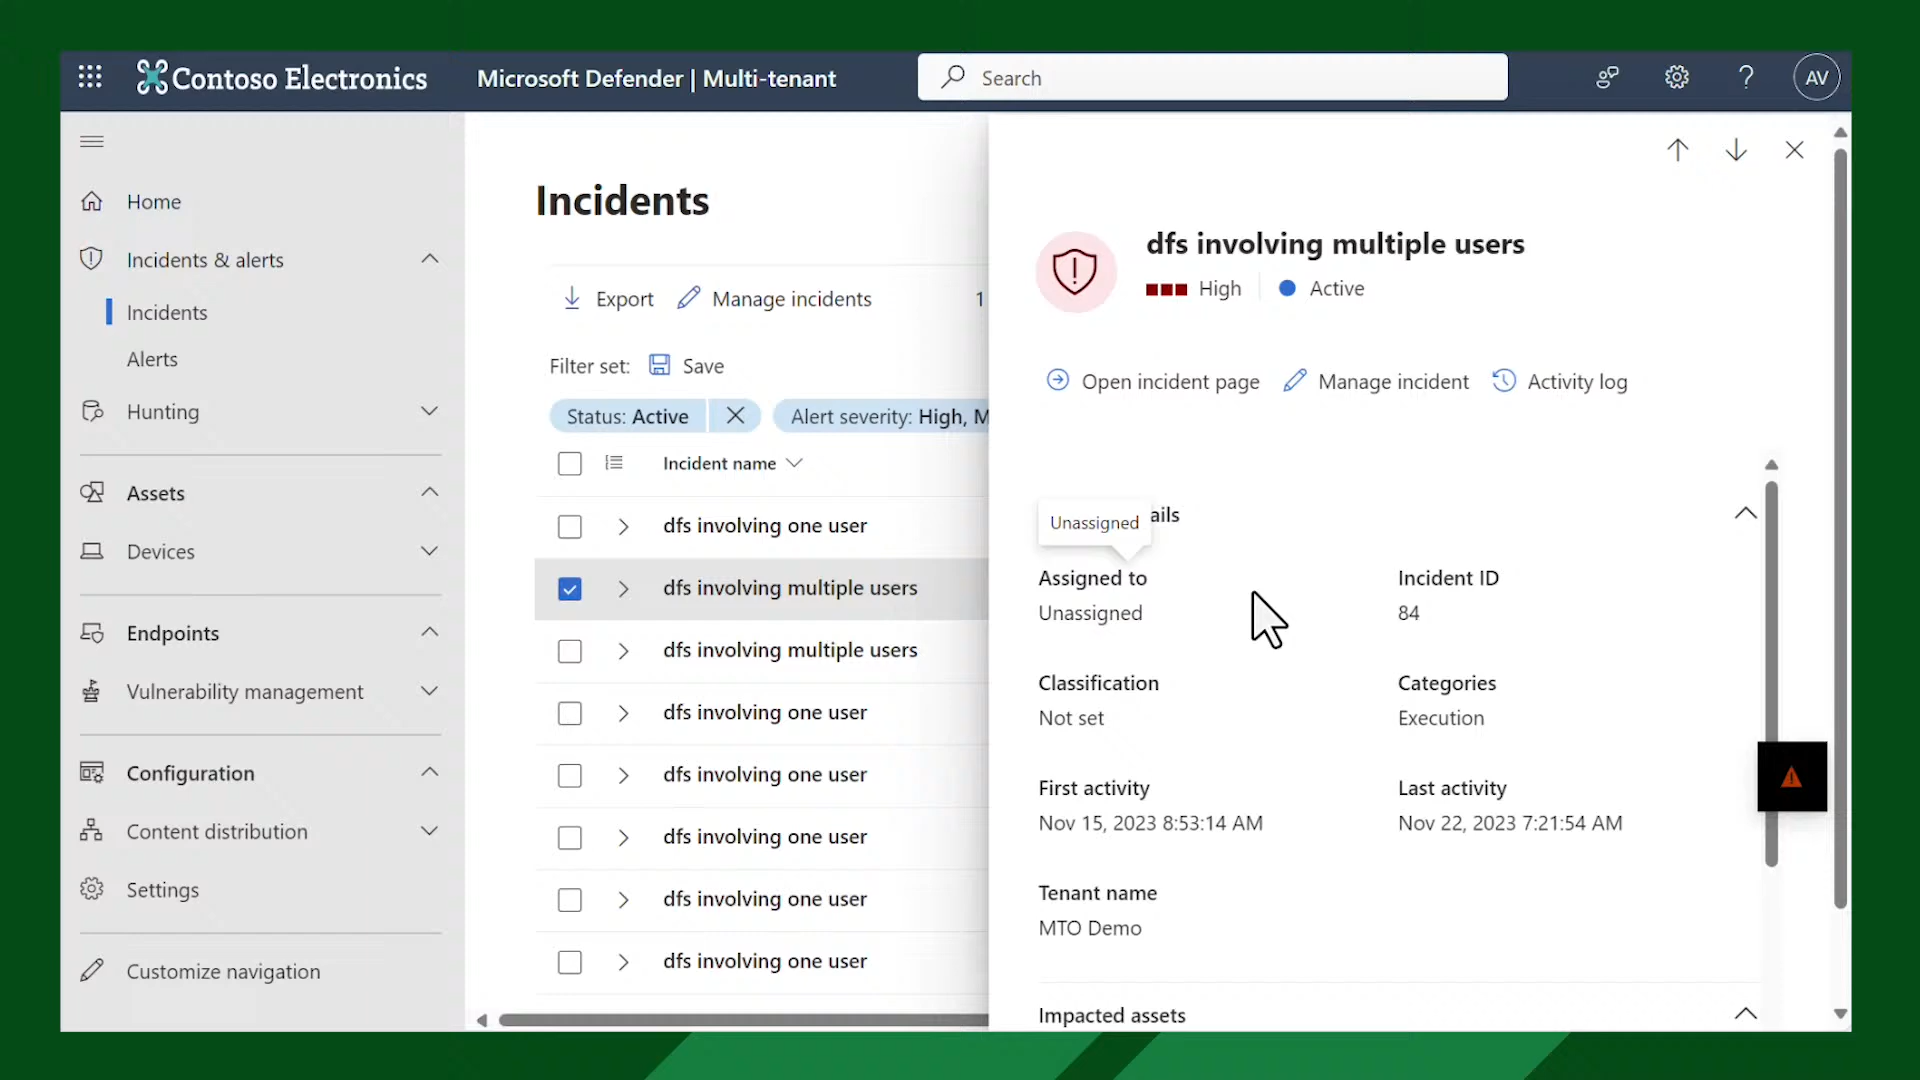 Contoso Electronics
Microsoft Defender | Multi-tenant
Search
AV
Home
Incidents & alerts
Incidents
Alerts
Hunting
Assets
Devices
Endpoints
Vulnerability management
Configuration
Content distribution
Settings
Customize navigation
Incidents
Export
Manage incidents
1
Filter set:
Save
Status: Active
Alert severity: High, M
Incident name
dfs involving one user
dfs involving multiple users
dfs involving multiple users
dfs involving one user
dfs involving one user
dfs involving one user
dfs involving one user
dfs involving one user
dfs involving multiple users
High
Active
Open incident page
Manage incident
Activity log
Unassigned
ails
Assigned to
Unassigned
Incident ID
84
Classification
Not set
Categories
Execution
First activity
Nov 15, 2023 8:53:14 AM
Last activity
Nov 22, 2023 7:21:54 AM
Tenant name
MTO Demo
Impacted assets